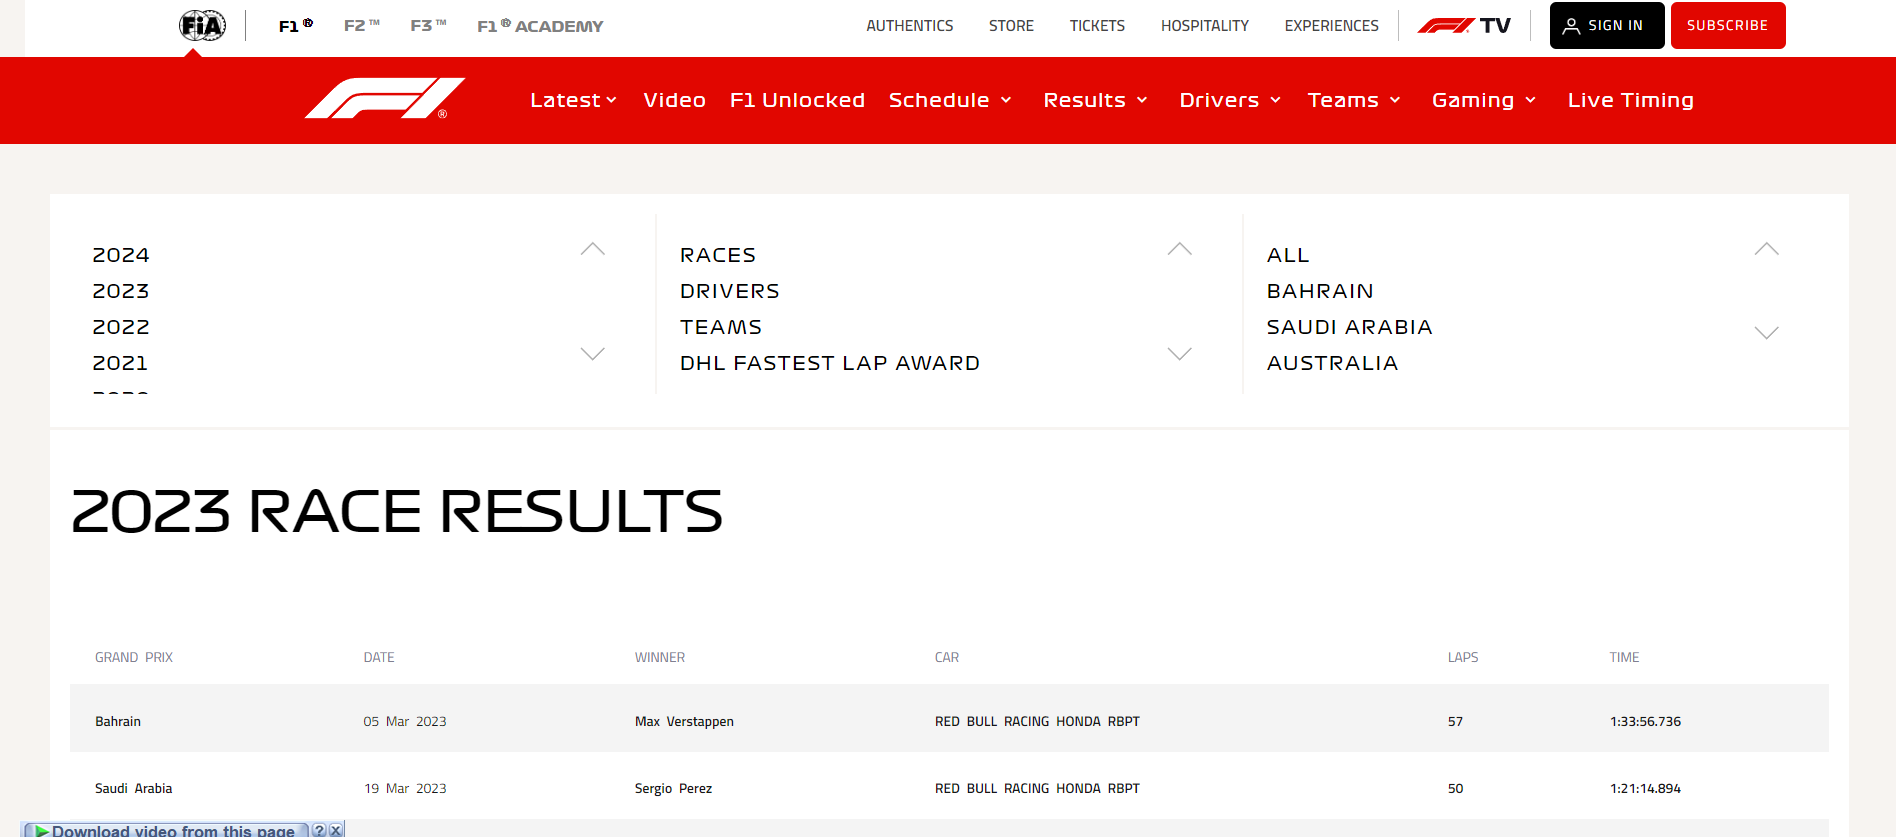 FiA F1® F2™ F3™ F1® ACADEMY AUTHENTICS STORE TICKETS HOSPITALITY EXPERIENCES F1 TV SIGN IN SUBSCRIBE
F1® Latest Video F1 Unlocked Schedule Results Drivers Teams Gaming Live Timing
2024 RACES ALL
2023 DRIVERS BAHRAIN
2022 TEAMS SAUDI ARABIA
2021 DHL FASTEST LAP AWARD AUSTRALIA
2023 RACE RESULTS
GRAND PRIX DATE WINNER CAR LAPS TIME
Bahrain 05 Mar 2023 Max Verstappen RED BULL RACING HONDA RBPT 57 1:33:56.736
Saudi Arabia 19 Mar 2023 Sergio Perez RED BULL RACING HONDA RBPT 50 1:21:14.894
Download video from this page ? X